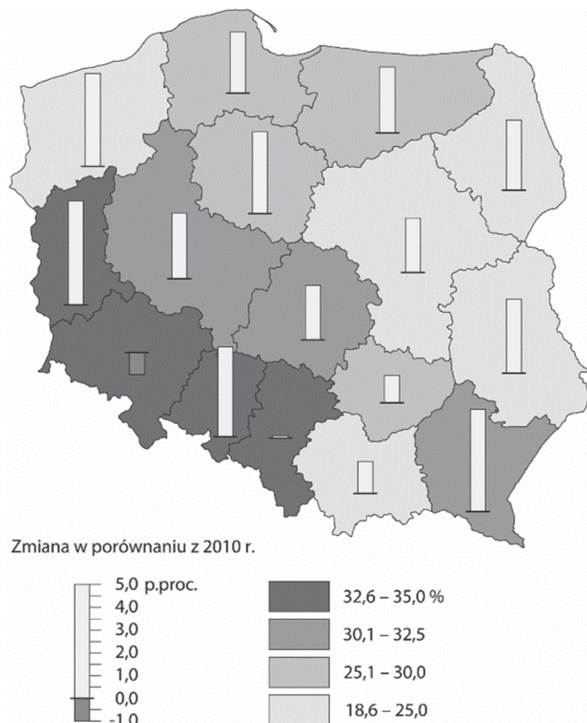 Zmiana w porównaniu z 2010 r.
5,0 p.proc.
4,0
3,0
2,0
1,0
0,0
-1,0
32,6 – 35,0 %
30,1 – 32,5
25,1 – 30,0
18,6 – 25,0